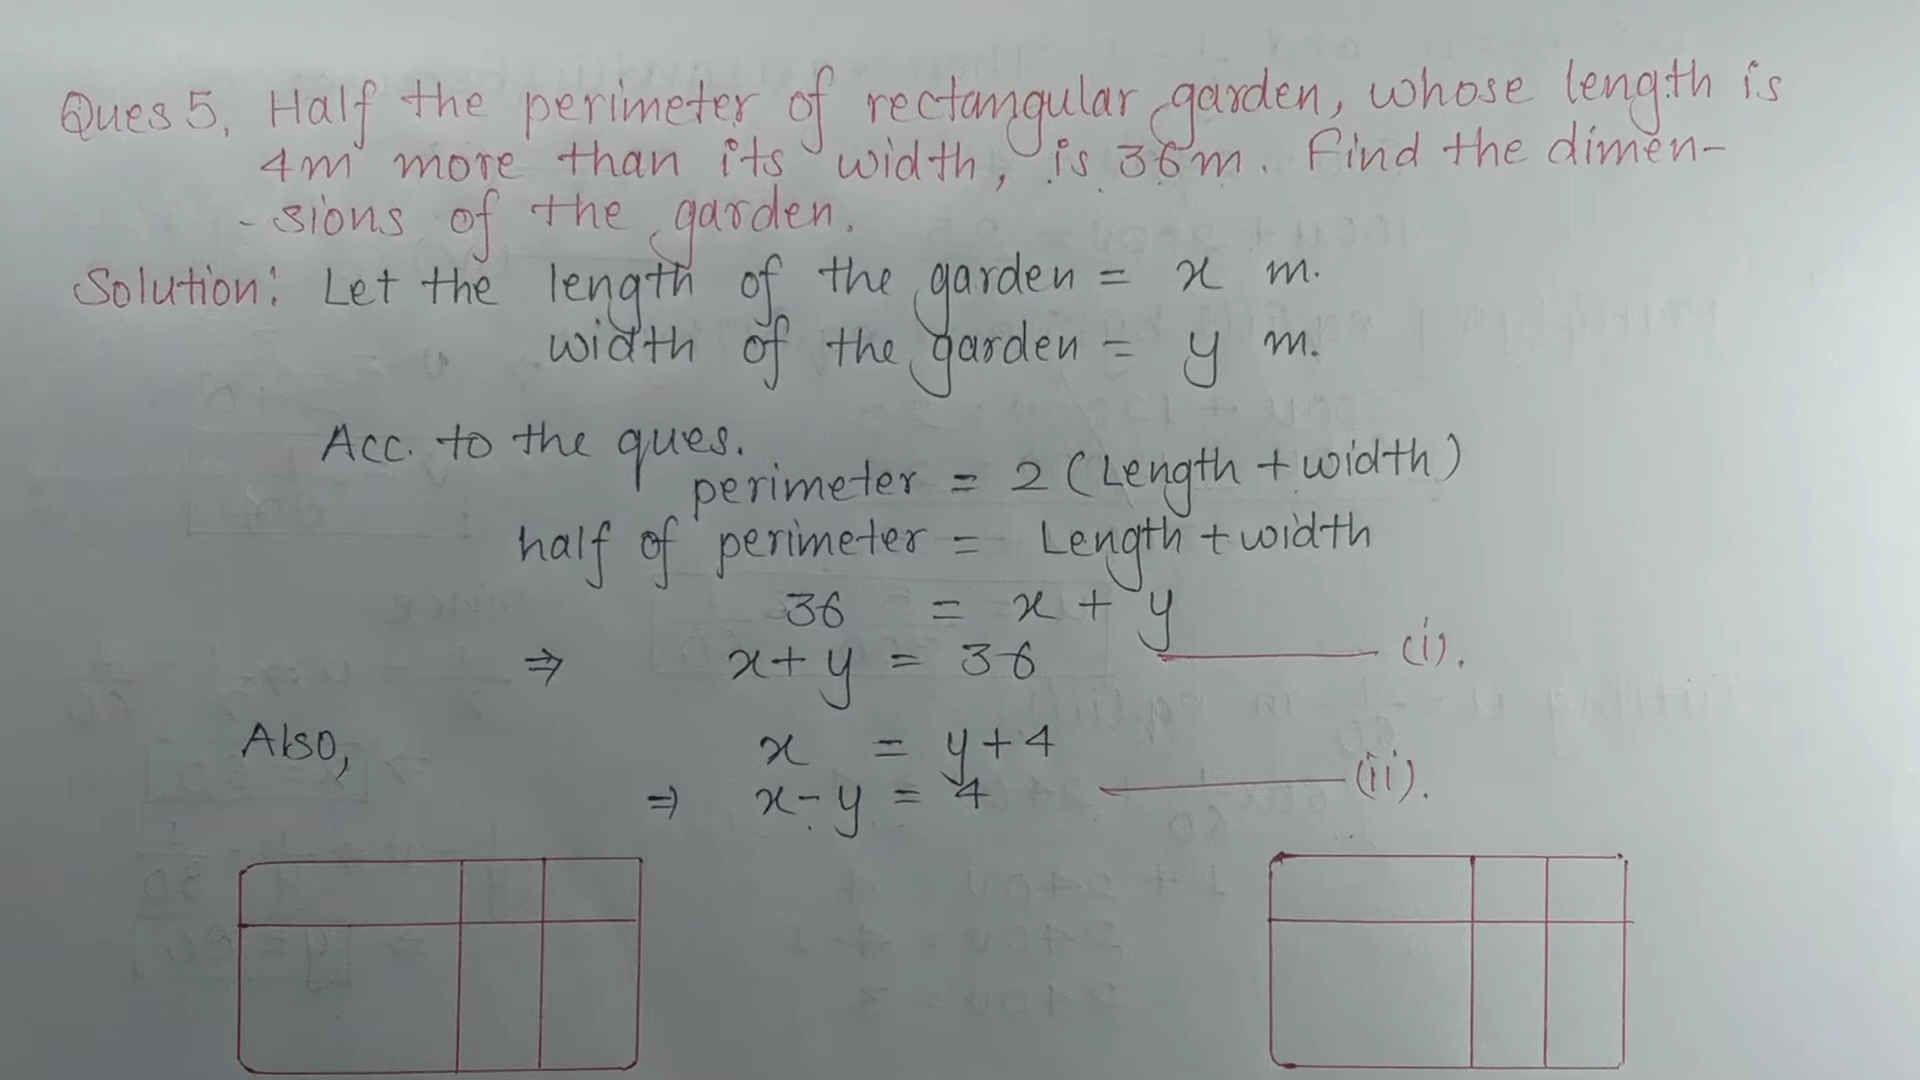 Ques 5. Half the perimeter of rectangular garden, whose length is
4m more than its width, is 36m. Find the dimen-
-sions of the garden.
Solution: Let the length of the garden = x m.
width of the garden = y m.
Acc. to the ques.
perimeter = 2 (Length + width)
half of perimeter = Length + width
36 = x + y
⇒ x + y = 36 (i).
Also, x = y + 4
⇒ x - y = 4 (ii).